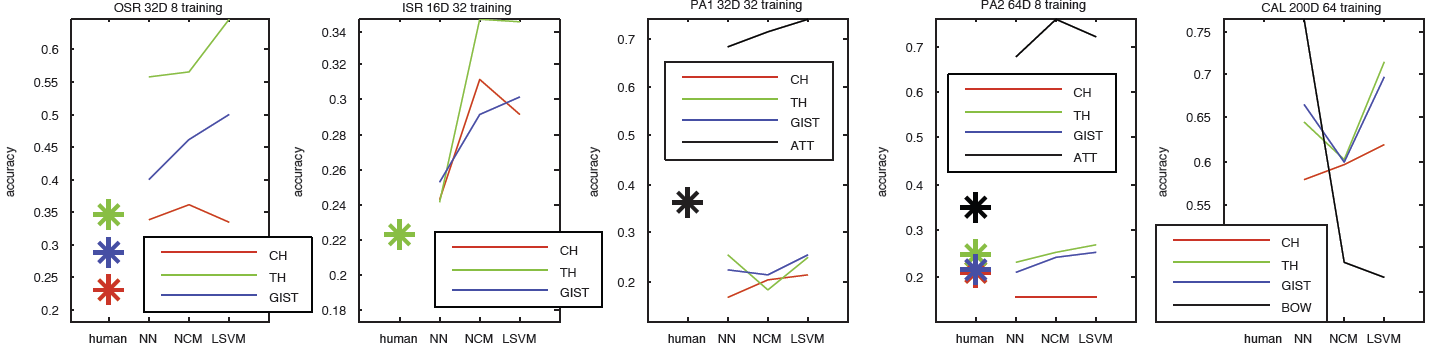 OSR 32D 8 training
accuracy
0.6
0.55
0.5
0.45
0.4
0.35
0.3
0.25
0.2
CH
TH
GIST
human NN NCM LSVM
ISR 16D 32 training
accuracy
0.34
0.32
0.3
0.28
0.26
0.24
0.22
0.2
0.18
CH
TH
GIST
human NN NCM LSVM
PA1 32D 32 training
accuracy
0.7
0.6
0.5
0.4
0.3
0.2
CH
TH
GIST
ATT
human NN NCM LSVM
PA2 64D 8 training
accuracy
0.7
0.6
0.5
0.4
0.3
0.2
CH
TH
GIST
ATT
human NN NCM LSVM
CAL 200D 64 training
accuracy
0.75
0.7
0.65
0.6
0.55
CH
TH
GIST
BOW
human NN NCM LSVM